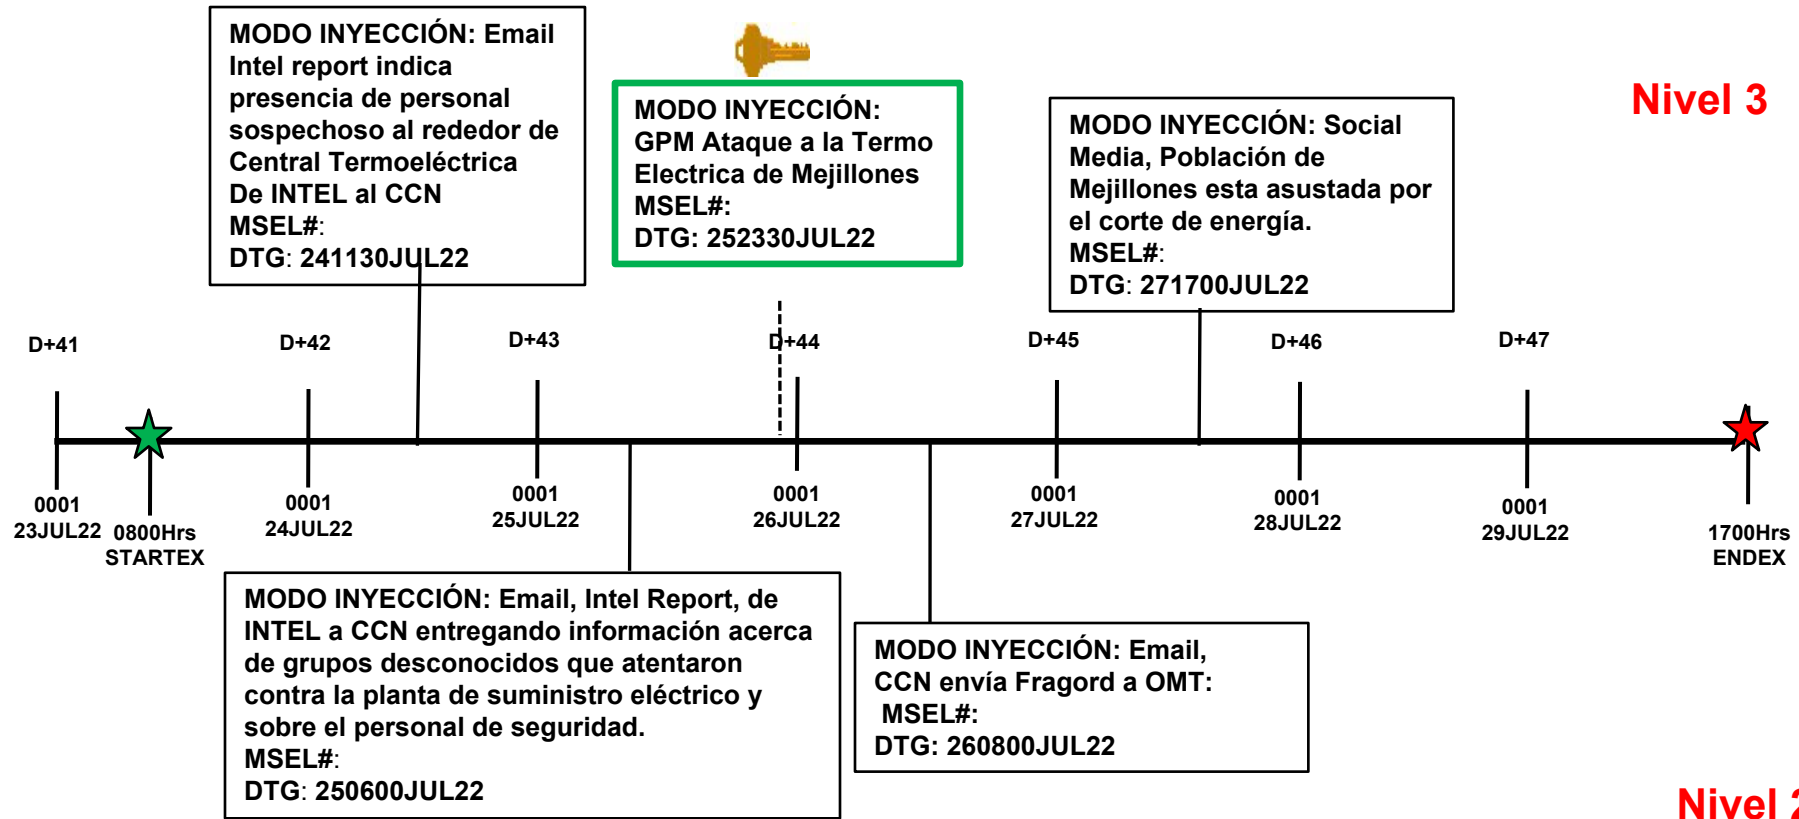 MODO INYECCIÓN: Email
Intel report indica
presencia de personal
sospechoso al rededor de
Central Termoeléctrica
De INTEL al CCN
MSEL#:
DTG: 241130JUL22
MODO INYECCIÓN:
GPM Ataque a la Termo
Electrica de Mejillones
MSEL#:
DTG: 252330JUL22
MODO INYECCIÓN: Social
Media, Población de
Mejillones esta asustada por
el corte de energía.
MSEL#:
DTG: 271700JUL22
Nivel 3
D+41
D+42
D+43
D+44
D+45
D+46
D+47
0001
23JUL22
0800Hrs
STARTEX
0001
24JUL22
0001
25JUL22
0001
26JUL22
0001
27JUL22
0001
28JUL22
0001
29JUL22
1700Hrs
ENDEX
MODO INYECCIÓN: Email, Intel Report, de
INTEL a CCN entregando información acerca
de grupos desconocidos que atentaron
contra la planta de suministro eléctrico y
sobre el personal de seguridad.
MSEL#:
DTG: 250600JUL22
MODO INYECCIÓN: Email,
CCN envía Fragord a OMT:
MSEL#:
DTG: 260800JUL22
Nivel 2